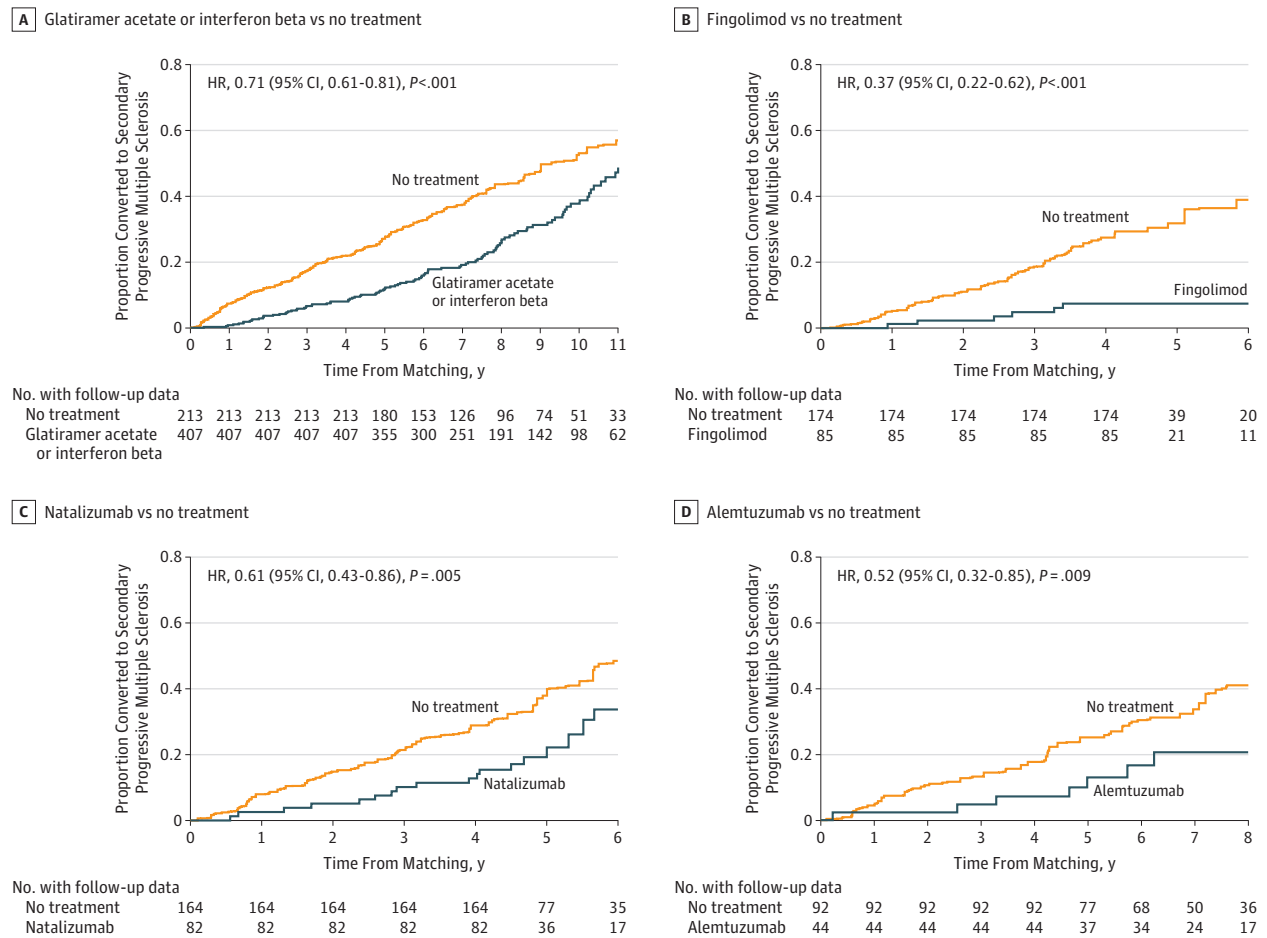 A Glatiramer acetate or interferon beta vs no treatment
Proportion Converted to Secondary
Progressive Multiple Sclerosis
0.8
0.6
0.4
0.2
0
HR, 0.71 (95% CI, 0.61-0.81), P<.001
No treatment
Glatiramer acetate
or interferon beta
0 1 2 3 4 5 6 7 8 9 10 11
Time From Matching, y
No. with follow-up data
No treatment 213 213 213 213 213 180 153 126 96 74 51 33
Glatiramer acetate 407 407 407 407 407 355 300 251 191 142 98 62
or interferon beta
B Fingolimod vs no treatment
Proportion Converted to Secondary
Progressive Multiple Sclerosis
0.8
0.6
0.4
0.2
0
HR, 0.37 (95% CI, 0.22-0.62), P<.001
No treatment
Fingolimod
0 1 2 3 4 5 6
Time From Matching, y
No. with follow-up data
No treatment 174 174 174 174 174 39 20
Fingolimod 85 85 85 85 85 21 11
C Natalizumab vs no treatment
Proportion Converted to Secondary
Progressive Multiple Sclerosis
0.8
0.6
0.4
0.2
0
HR, 0.61 (95% CI, 0.43-0.86), P = .005
No treatment
Natalizumab
0 1 2 3 4 5 6
Time From Matching, y
No. with follow-up data
No treatment 164 164 164 164 164 77 35
Natalizumab 82 82 82 82 82 36 17
D Alemtuzumab vs no treatment
Proportion Converted to Secondary
Progressive Multiple Sclerosis
0.8
0.6
0.4
0.2
0
HR, 0.52 (95% CI, 0.32-0.85), P = .009
No treatment
Alemtuzumab
0 1 2 3 4 5 6 7 8
Time From Matching, y
No. with follow-up data
No treatment 92 92 92 92 92 77 68 50 36
Alemtuzumab 44 44 44 44 44 37 34 24 17